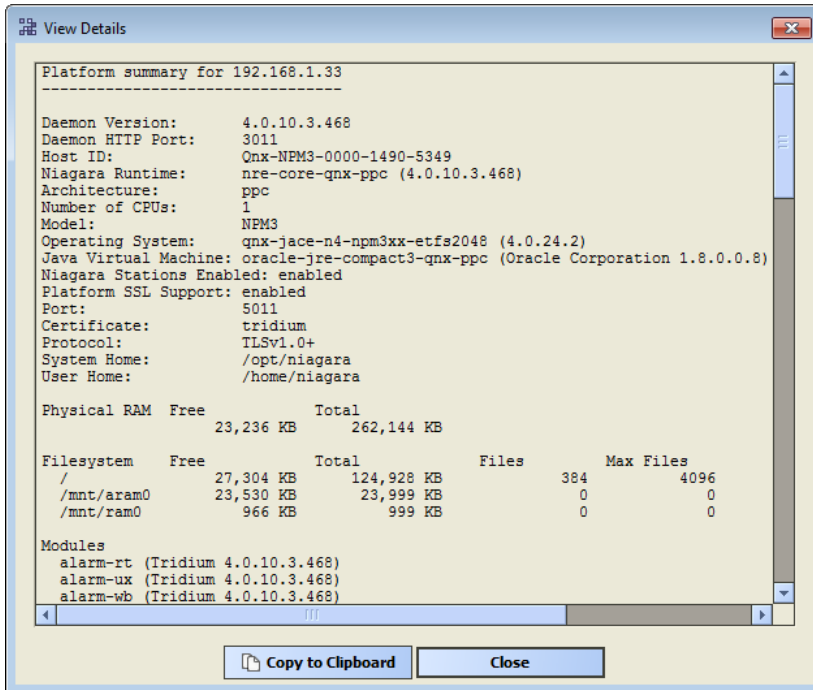 View Details
Platform summary for 192.168.1.33
---------------------------------
Daemon Version: 4.0.10.3.468
Daemon HTTP Port: 3011
Host ID: Qnx-NPM3-0000-1490-5349
Niagara Runtime: nre-core-qnx-ppc (4.0.10.3.468)
Architecture: ppc
Number of CPUs: 1
Model: NPM3
Operating System: qnx-jace-n4-npm3xx-etfs2048 (4.0.24.2)
Java Virtual Machine: oracle-jre-compact3-qnx-ppc (Oracle Corporation 1.8.0.0.8)
Niagara Stations Enabled: enabled
Platform SSL Support: enabled
Port: 5011
Certificate: tridium
Protocol: TLSv1.0+
System Home: /opt/niagara
User Home: /home/niagara
Physical RAM Free Total
23,236 KB 262,144 KB
Filesystem Free Total Files Max Files
/ 27,304 KB 124,928 KB 384 4096
/mnt/aram0 23,530 KB 23,999 KB 0 0
/mnt/ram0 966 KB 999 KB 0 0
Modules
alarm-rt (Tridium 4.0.10.3.468)
alarm-ux (Tridium 4.0.10.3.468)
alarm-wb (Tridium 4.0.10.3.468)
Copy to Clipboard Close